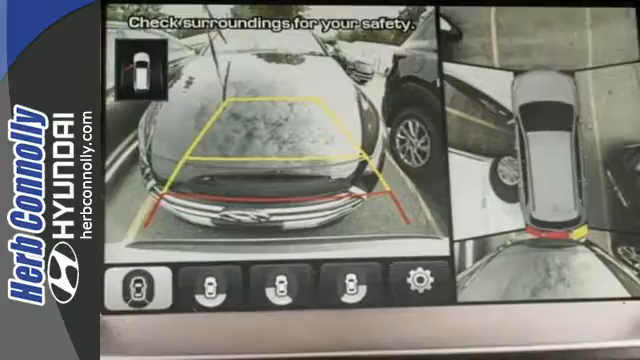 Check surroundings for your safety.
Herb Connolly
HYUNDAI
herbconnolly.com